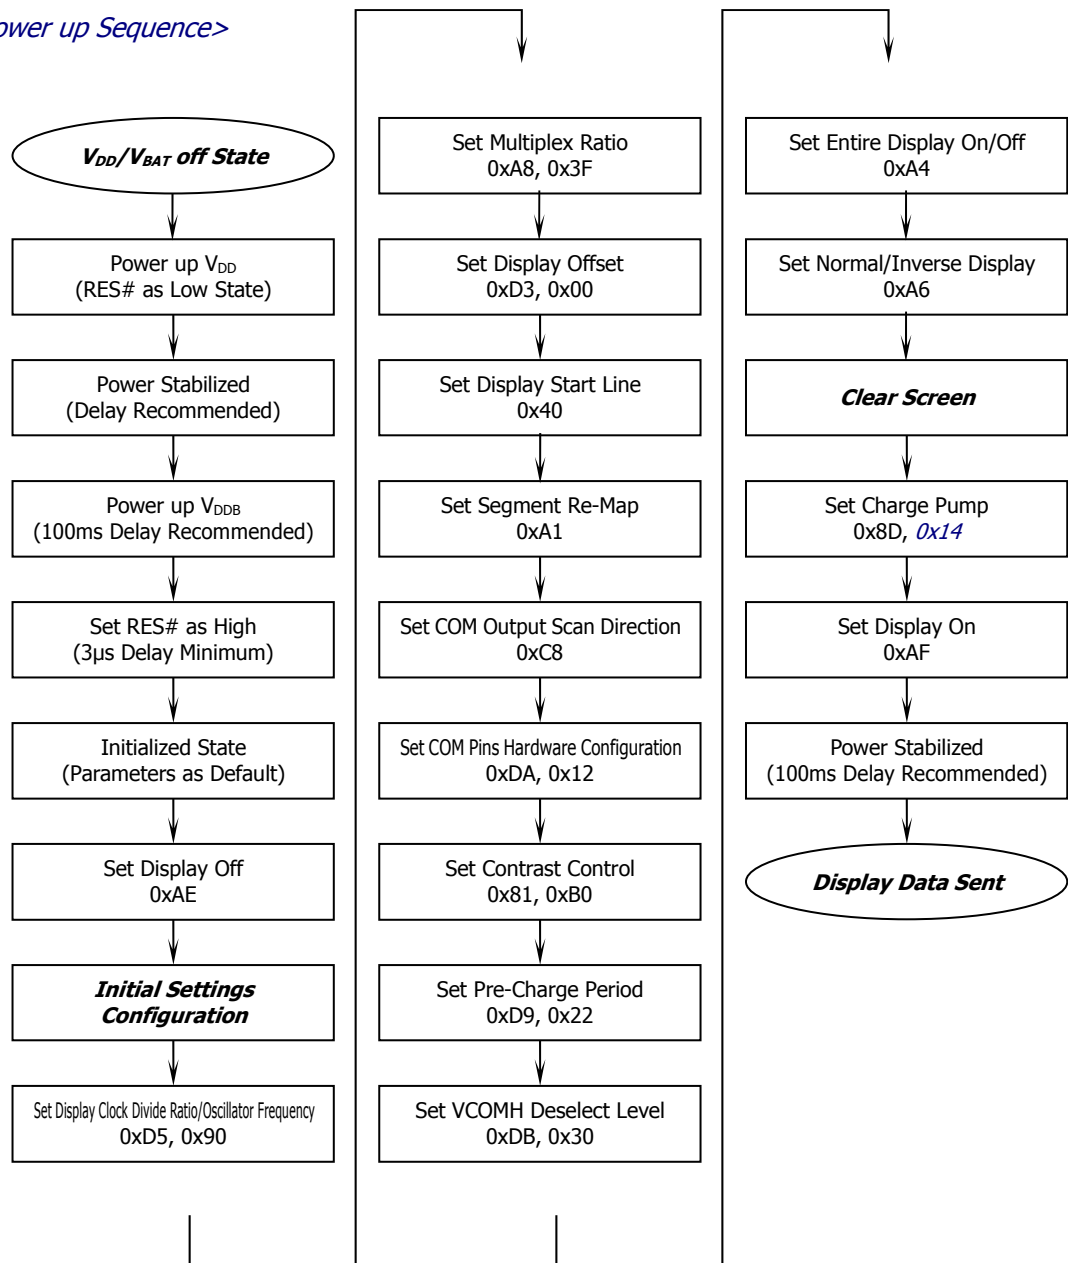 ower up Sequence>
VDD/VBAT off State
Power up VDD
(RES# as Low State)
Power Stabilized
(Delay Recommended)
Power up VDDB
(100ms Delay Recommended)
Set RES# as High
(3µs Delay Minimum)
Initialized State
(Parameters as Default)
Set Display Off
0xAE
Initial Settings
Configuration
Set Display Clock Divide Ratio/Oscillator Frequency
0xD5, 0x90
Set Multiplex Ratio
0xA8, 0x3F
Set Display Offset
0xD3, 0x00
Set Display Start Line
0x40
Set Segment Re-Map
0xA1
Set COM Output Scan Direction
0xC8
Set COM Pins Hardware Configuration
0xDA, 0x12
Set Contrast Control
0x81, 0xB0
Set Pre-Charge Period
0xD9, 0x22
Set VCOMH Deselect Level
0xDB, 0x30
Set Entire Display On/Off
0xA4
Set Normal/Inverse Display
0xA6
Clear Screen
Set Charge Pump
0x8D, 0x14
Set Display On
0xAF
Power Stabilized
(100ms Delay Recommended)
Display Data Sent